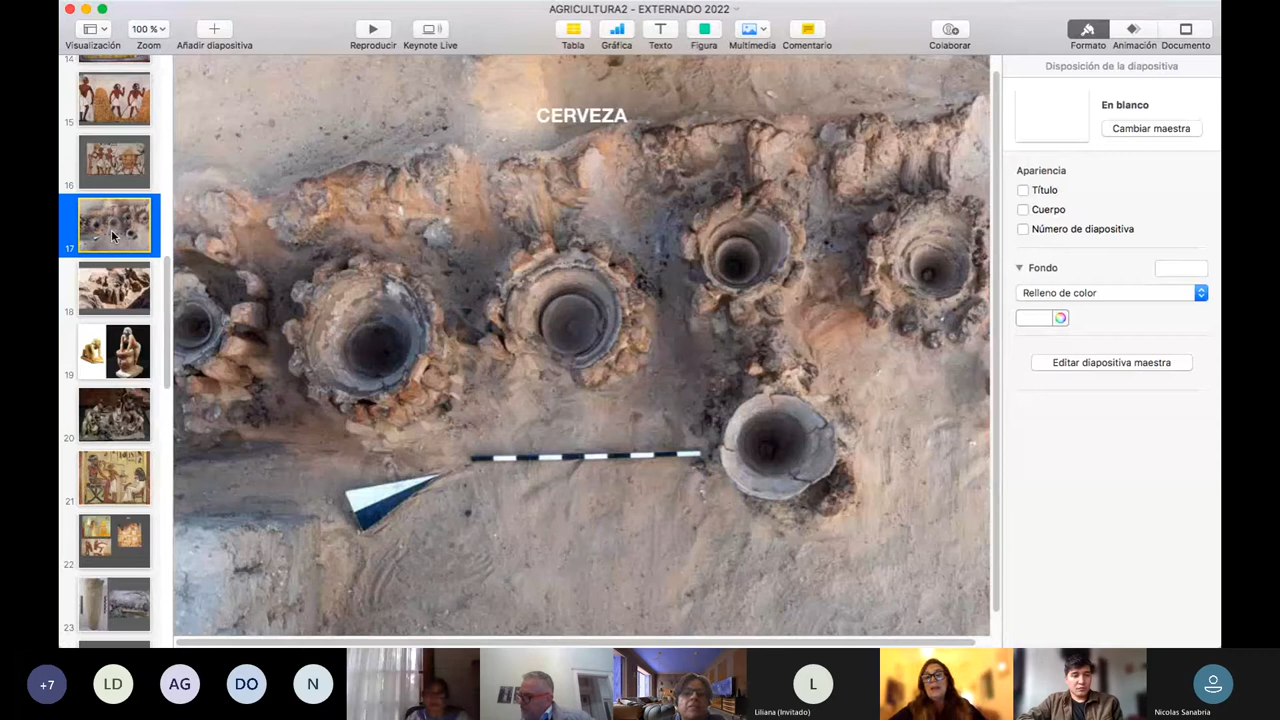 AGRICULTURA2 - EXTERNADO 2022
100 %
Visualización
Zoom
Añadir diapositiva
Reproducir
Keynote Live
Tabla
Gráfica
Texto
Figura
Multimedia
Comentario
Colaborar
Formato
Animación
Documento
14
15
16
17
18
19
20
21
22
23
CERVEZA
Disposición de la diapositiva
En blanco
Cambiar maestra
Apariencia
Título
Cuerpo
Número de diapositiva
Fondo
Relleno de color
Editar diapositiva maestra
+7
LD
AG
DO
N
L
Liliana (Invitado)
Nicolas Sanabria